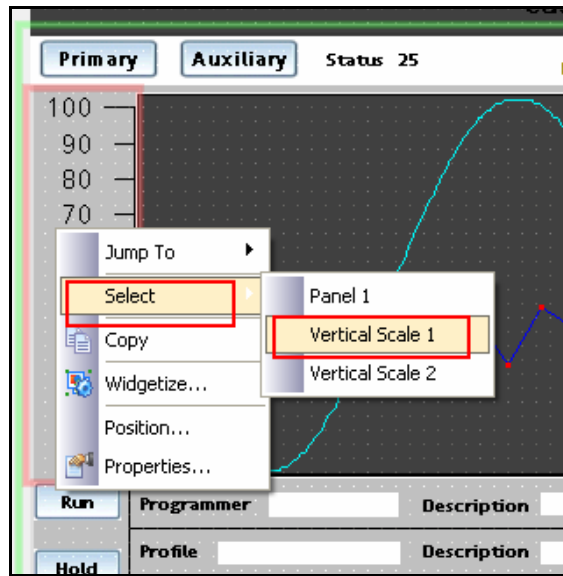 Primary Auxiliary Status 25
100
90
80
70
Jump To
Select
Panel 1
Copy
Vertical Scale 1
Widgetize...
Vertical Scale 2
Position...
Properties...
Run Programmer Description
Profile Description
Hold